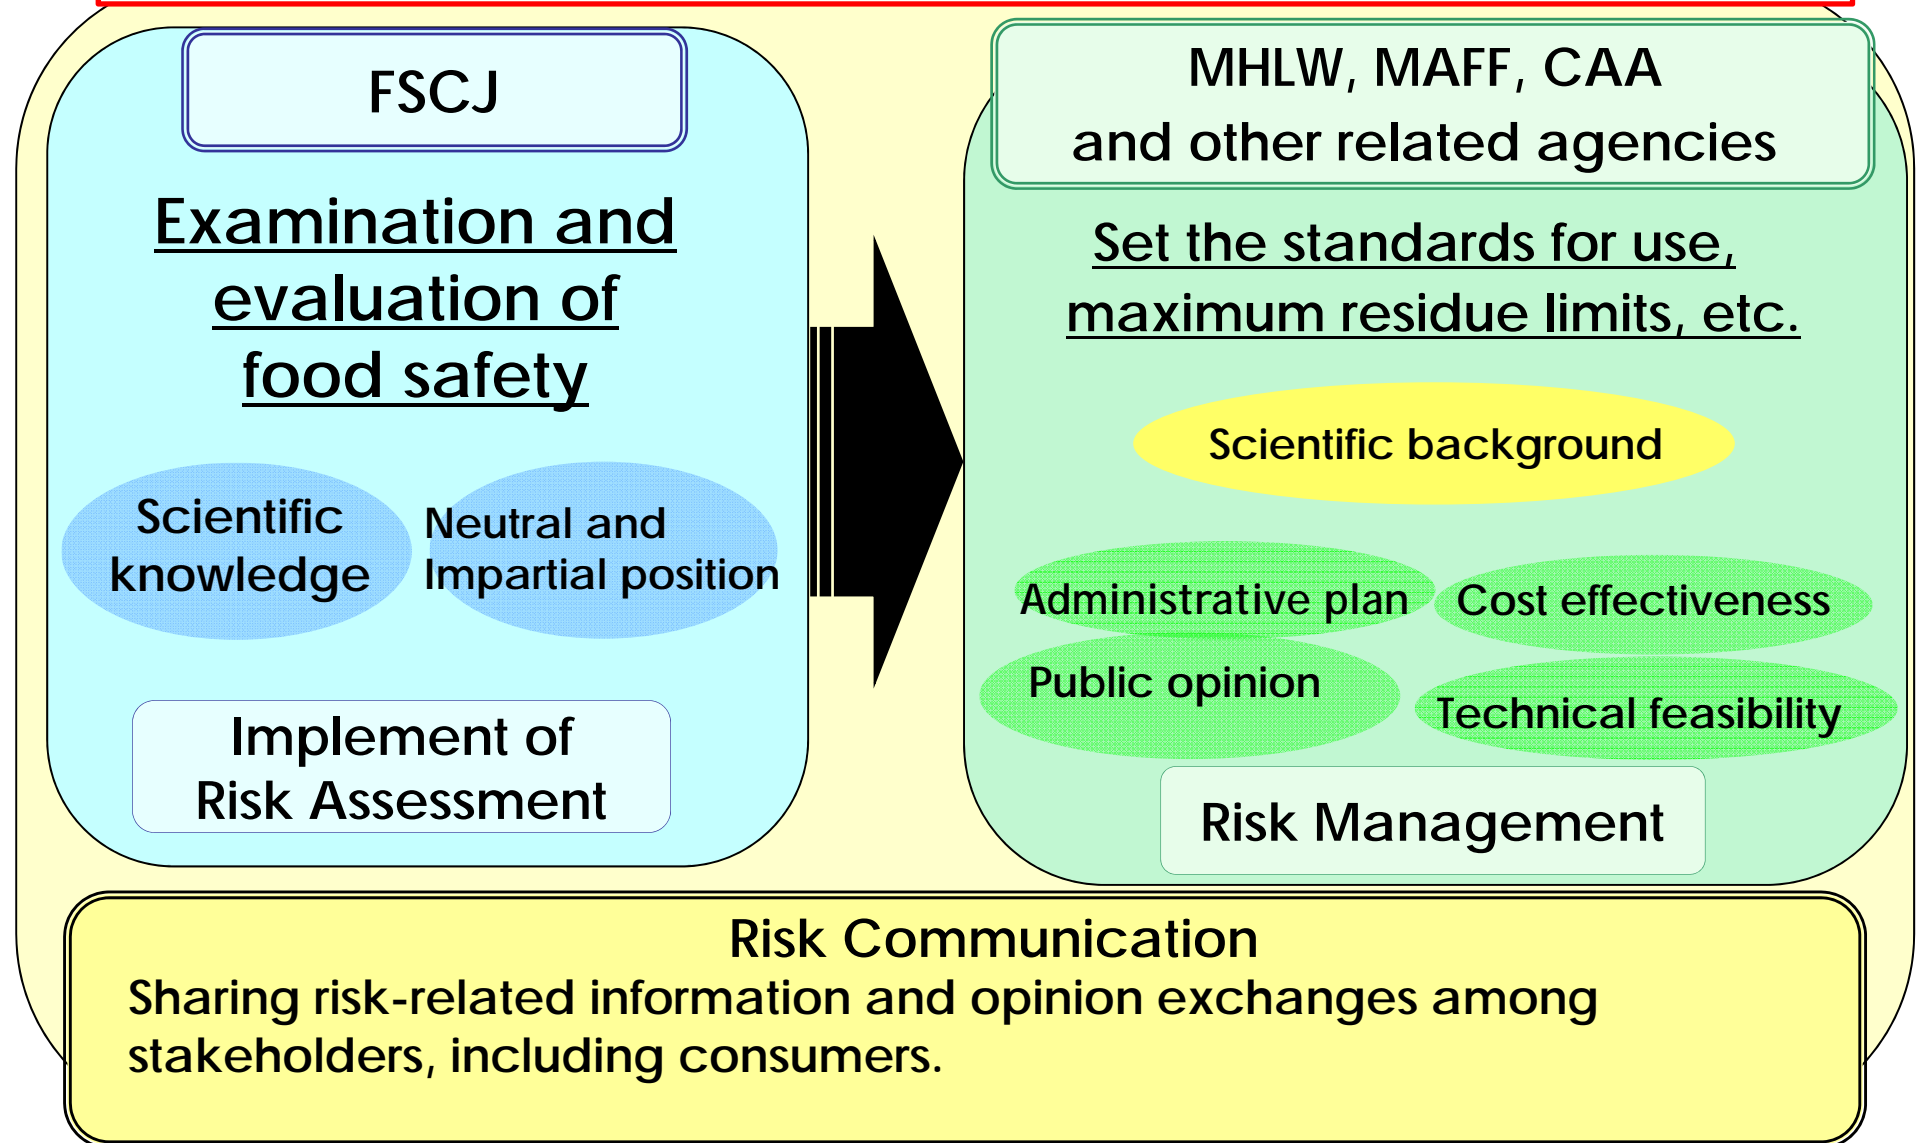 FSCJ
Examination and
evaluation of
food safety
Scientific
knowledge
Neutral and
Impartial position
Implement of
Risk Assessment
MHLW, MAFF, CAA
and other related agencies
Set the standards for use,
maximum residue limits, etc.
Scientific background
Administrative plan
Cost effectiveness
Public opinion
Technical feasibility
Risk Management
Risk Communication
Sharing risk-related information and opinion exchanges among
stakeholders, including consumers.